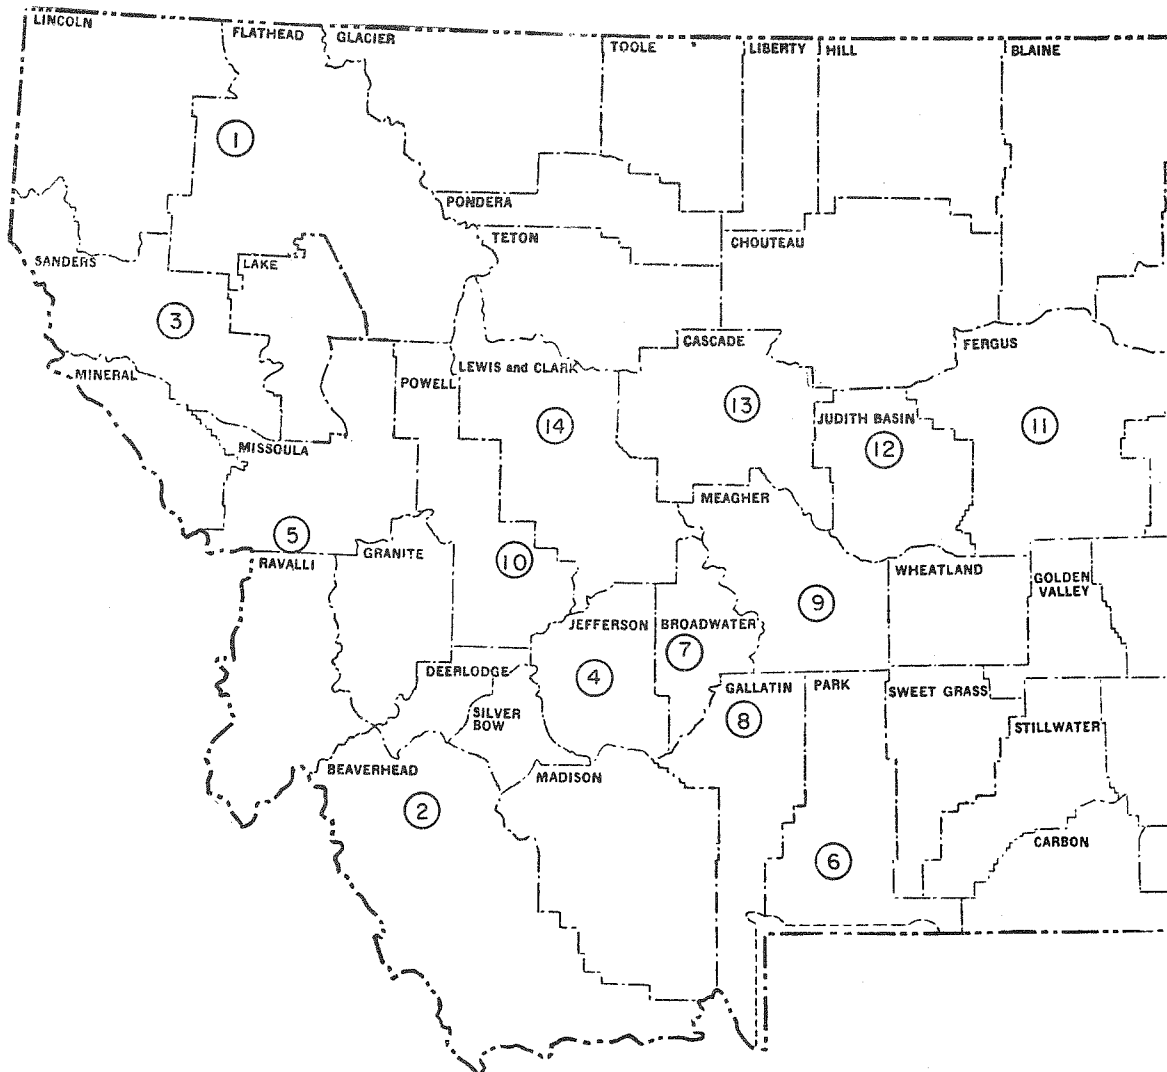 LINCOLN
FLATHEAD
GLACIER
TOOLE
LIBERTY
HILL
BLAINE
1
PONDERA
TETON
CHOUTEAU
SANDERS
LAKE
3
CASCADE
FERGUS
MINERAL
POWELL
LEWIS and CLARK
13
14
JUDITH BASIN
12
11
MISSOULA
MEAGHER
5
RAVALLI
GRANITE
10
WHEATLAND
GOLDEN
VALLEY
9
JEFFERSON
BROADWATER
7
4
DEERLODGE
GALLATIN
PARK
SWEET GRASS
8
SILVER
BOW
STILLWATER
BEAVERHEAD
MADISON
2
CARBON
6